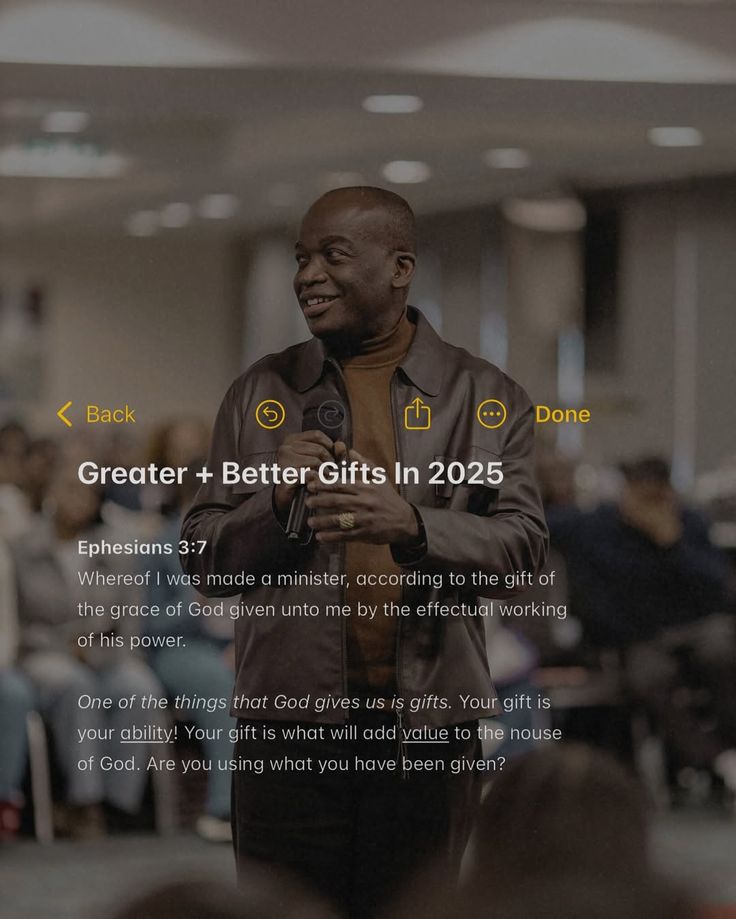 Back Done
Greater + Better Gifts In 2025
Ephesians 3:7
Whereof I was made a minister, according to the gift of
the grace of God given unto me by the effectual working
of his power.
One of the things that God gives us is gifts. Your gift is
your ability! Your gift is what will add value to the house
of God. Are you using what you have been given?